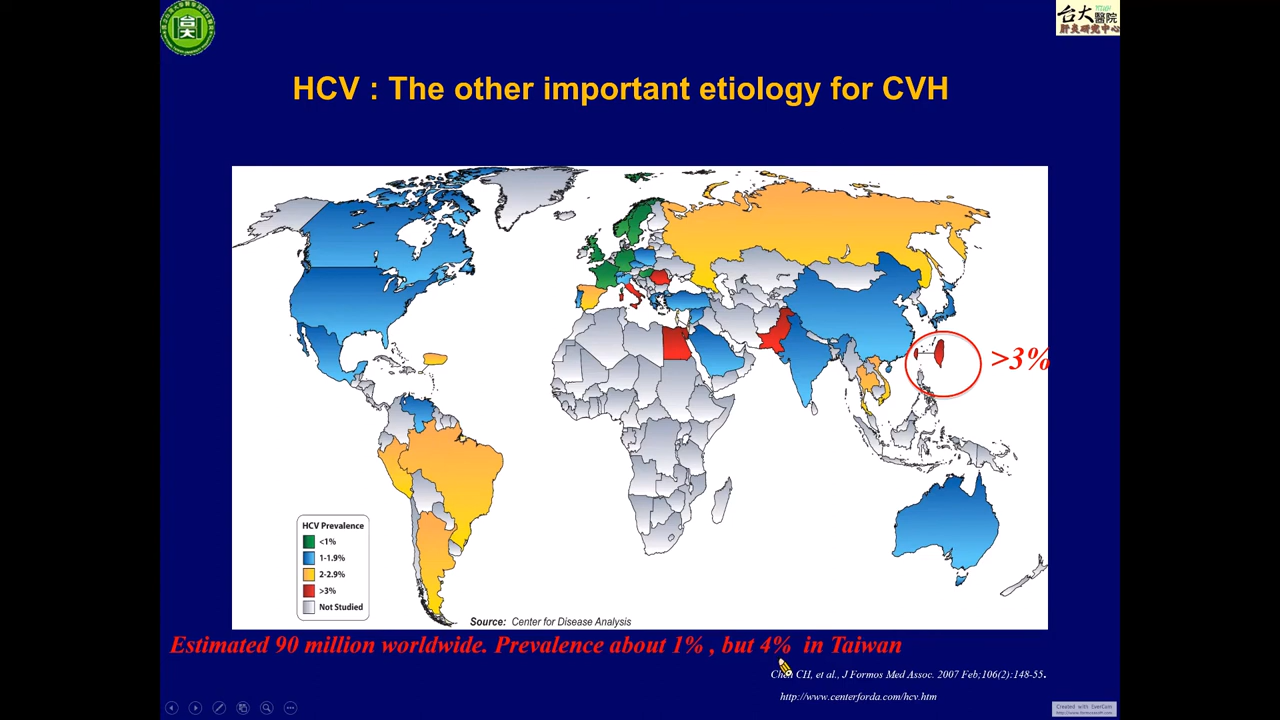 台大醫院
肝炎研究中心
HCV : The other important etiology for CVH
>3%
HCV Prevalence
<1%
1-1.9%
2-2.9%
>3%
Not Studied
Source: Center for Disease Analysis
Estimated 90 million worldwide. Prevalence about 1% , but 4% in Taiwan
CH, et al., J Formos Med Assoc. 2007 Feb;106(2):148-55.
http://www.centerforda.com/hcv.htm
Created with EverCam